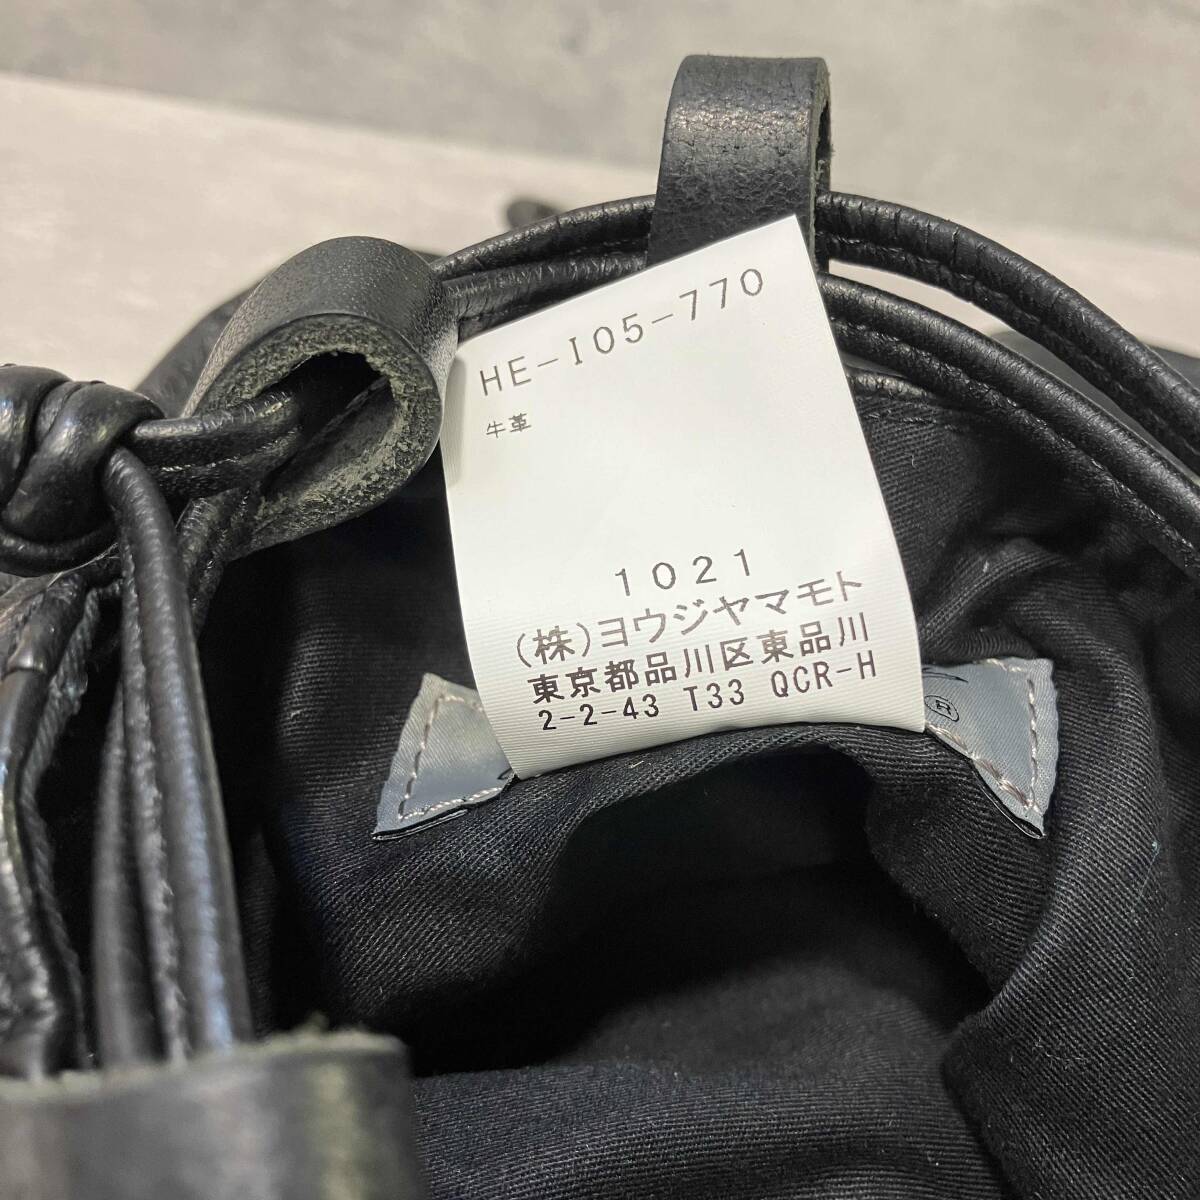 HE-I05-770
牛革
1021
(株)ヨウジヤマモト
東京都品川区東品川
2-2-43 T33 QCR-H
®